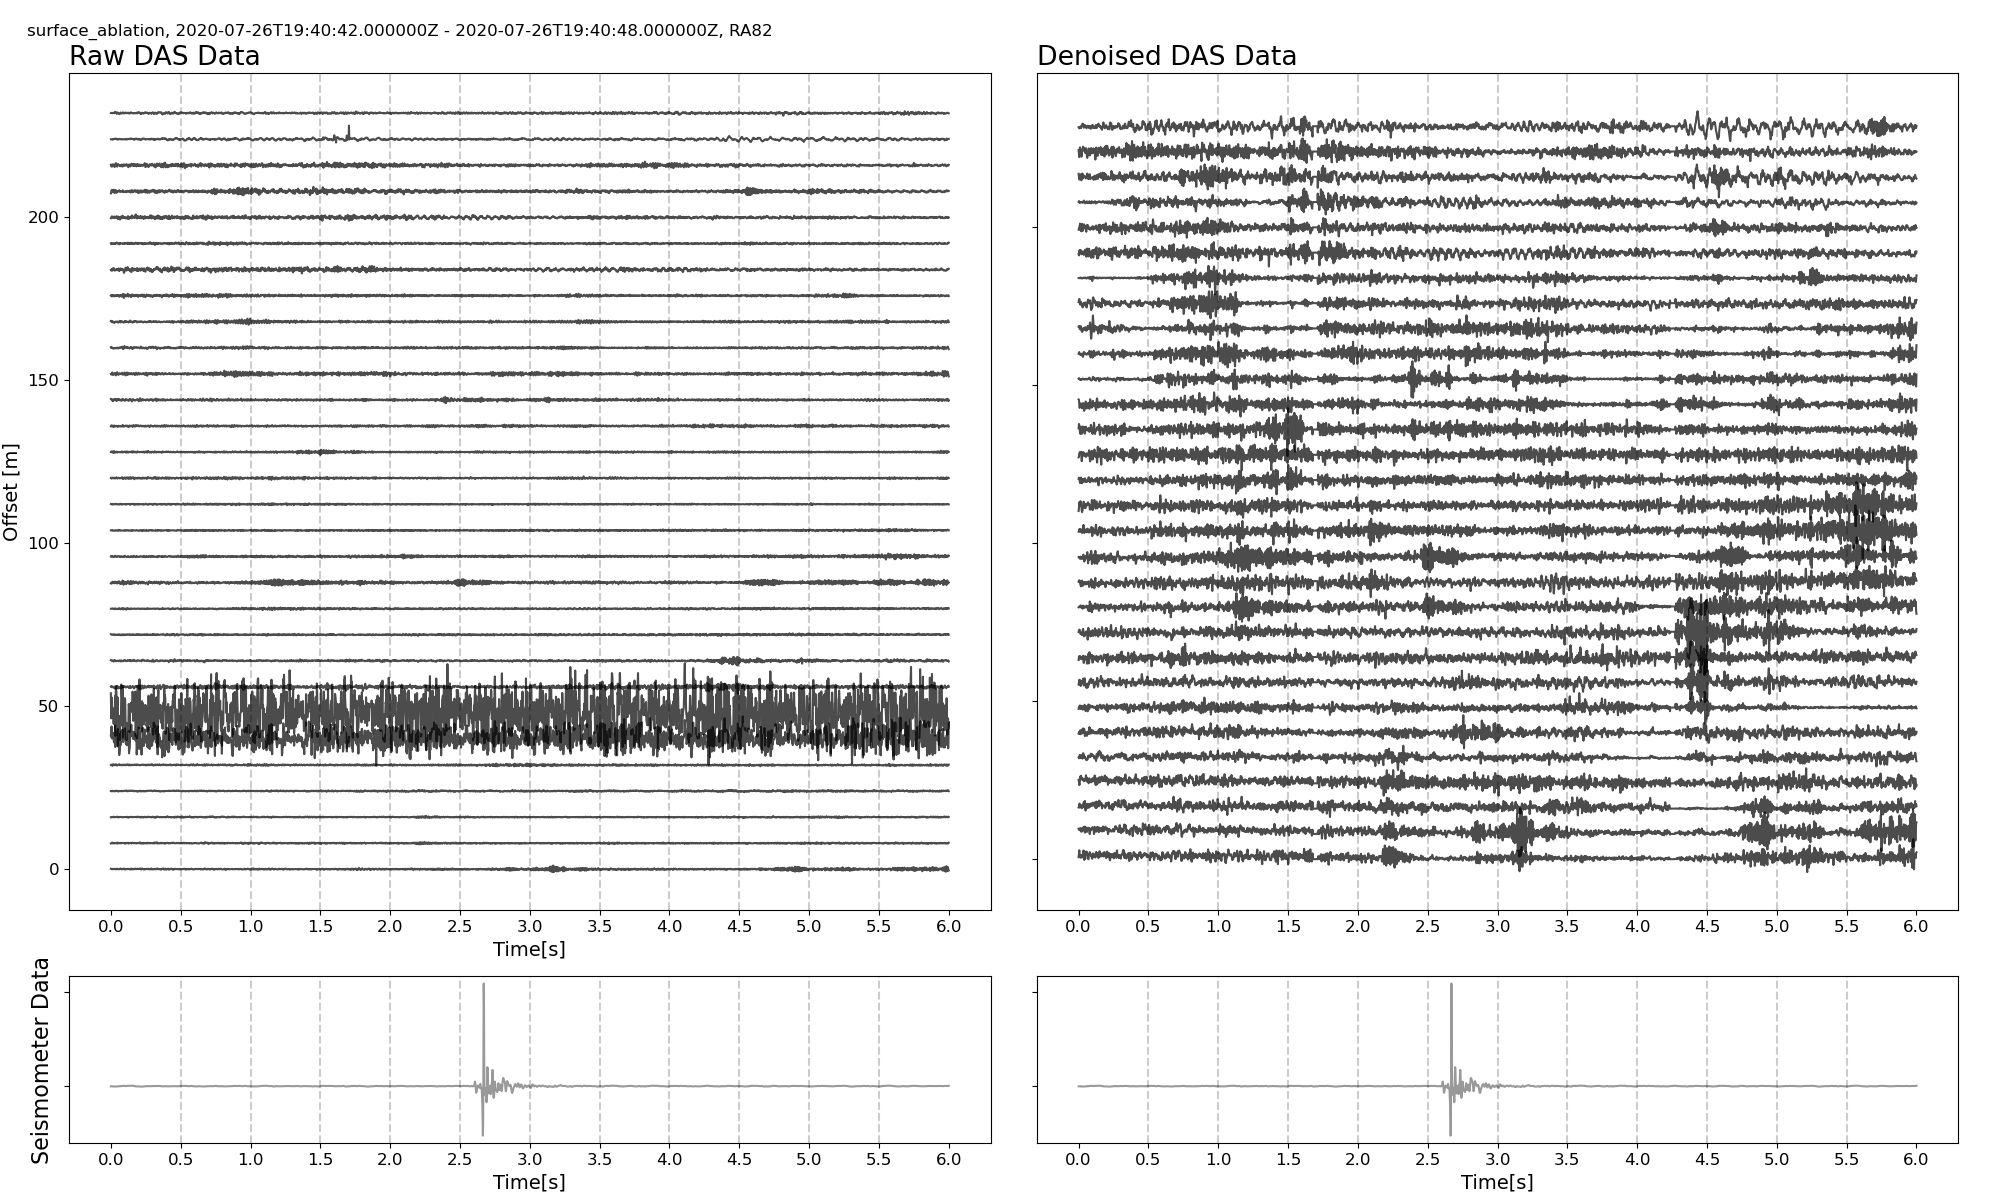 surface_ablation, 2020-07-26T19:40:42.000000Z - 2020-07-26T19:40:48.000000Z, RA82
Raw DAS Data
Denoised DAS Data
Offset [m]
200
150
100
50
0
0.0 0.5 1.0 1.5 2.0 2.5 3.0 3.5 4.0 4.5 5.0 5.5 6.0
Time[s]
0.0 0.5 1.0 1.5 2.0 2.5 3.0 3.5 4.0 4.5 5.0 5.5 6.0
Seismometer Data
0.0 0.5 1.0 1.5 2.0 2.5 3.0 3.5 4.0 4.5 5.0 5.5 6.0
Time[s]
0.0 0.5 1.0 1.5 2.0 2.5 3.0 3.5 4.0 4.5 5.0 5.5 6.0
Time[s]